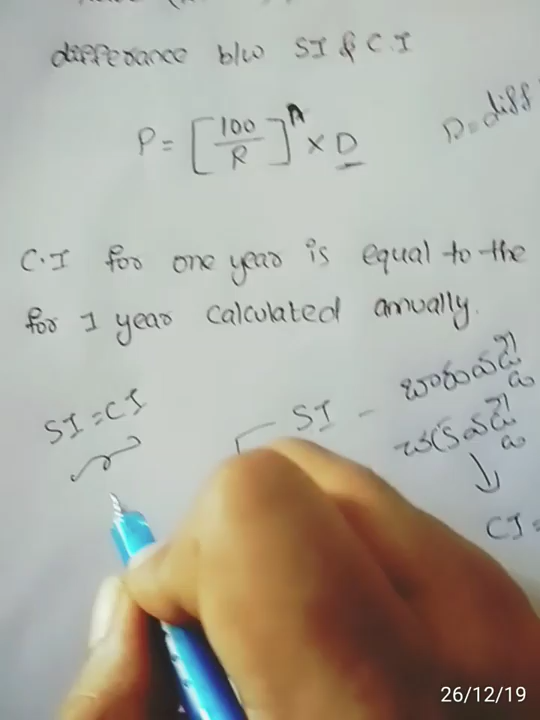 differance b/w SI & C.I
P = [100/R]^n × D
D = diff
C.I for one year is equal to the
for 1 year calculated annually.
SI = CI
SI -
CI =
26/12/19